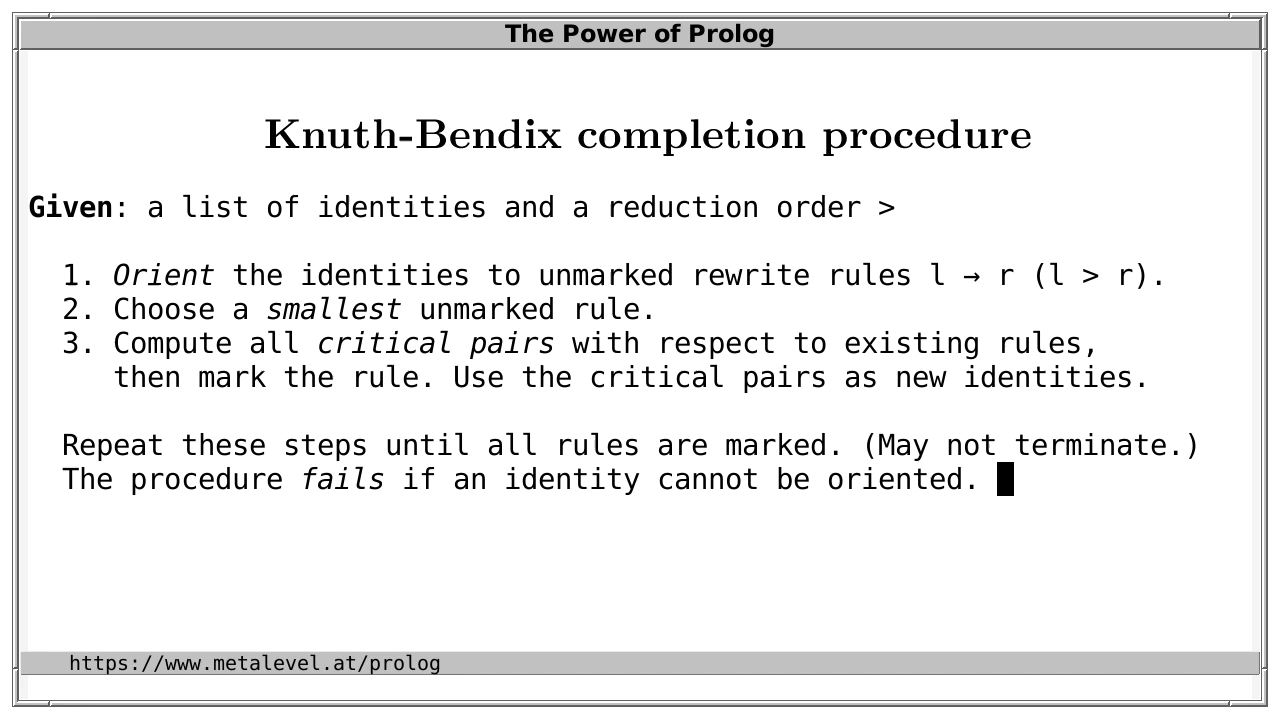 The Power of Prolog
Knuth-Bendix completion procedure
Given: a list of identities and a reduction order >
1. Orient the identities to unmarked rewrite rules l → r (l > r).
2. Choose a smallest unmarked rule.
3. Compute all critical pairs with respect to existing rules,
then mark the rule. Use the critical pairs as new identities.
Repeat these steps until all rules are marked. (May not terminate.)
The procedure fails if an identity cannot be oriented.
https://www.metalevel.at/prolog